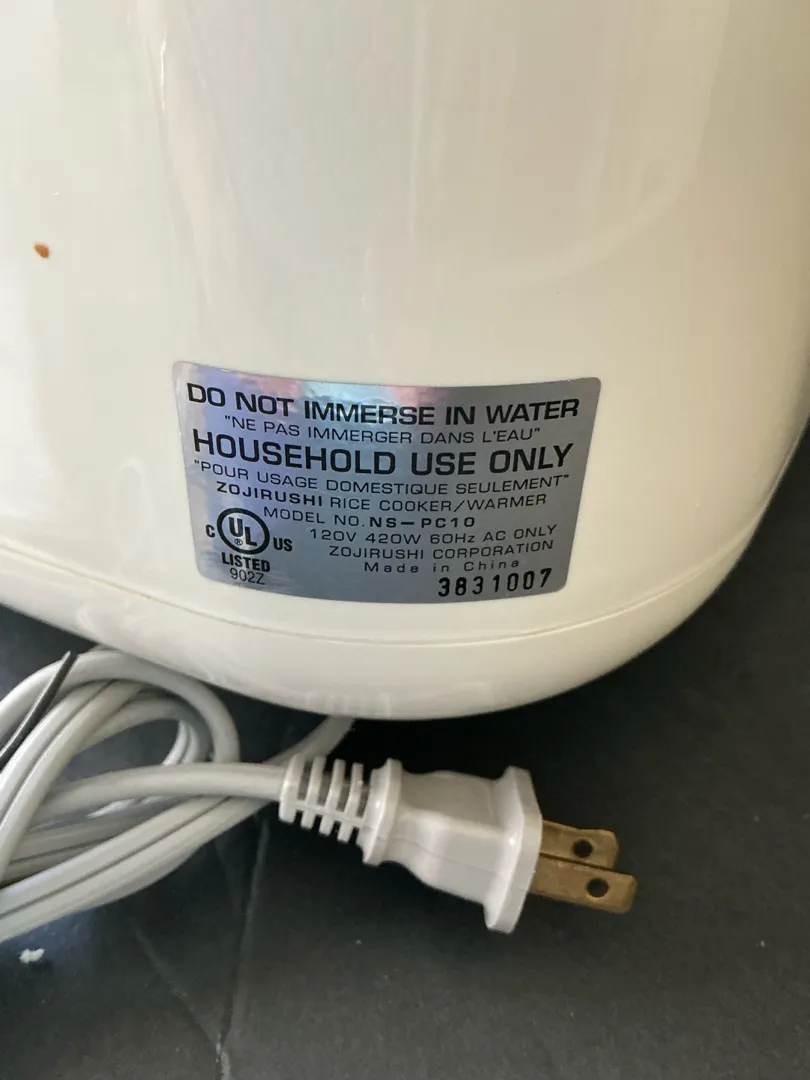 DO NOT IMMERSE IN WATER
"NE PAS IMMERGER DANS L'EAU"
HOUSEHOLD USE ONLY
"POUR USAGE DOMESTIQUE SEULEMENT"
ZOJIRUSHI RICE COOKER/WARMER
MODEL NO. NS-PC10
120V 420W 60Hz AC ONLY
ZOJIRUSHI CORPORATION
Made in China
C UL ® US
LISTED
902Z
3831007